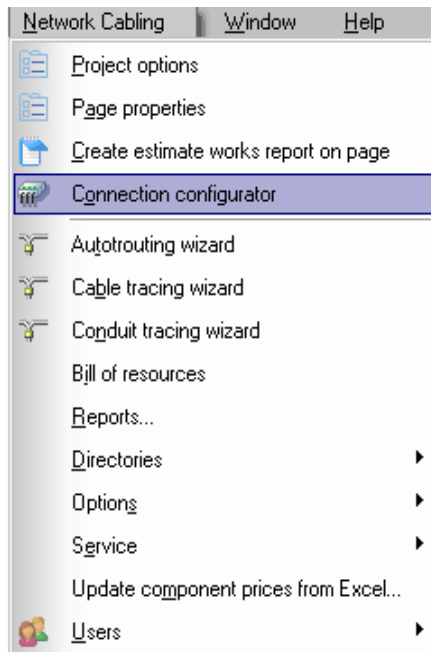 Network Cabling Window Help
Project options
Page properties
Create estimate works report on page
Connection configurator
Autotrouting wizard
Cable tracing wizard
Conduit tracing wizard
Bill of resources
Reports...
Directories
Options
Service
Update component prices from Excel...
Users